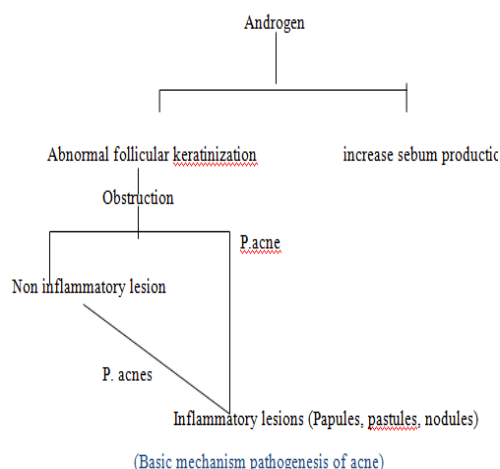 Androgen
Abnormal follicular keratinization increase sebum productio
Obstruction
P.acne
Non inflammatory lesion
P. acnes
Inflammatory lesions (Papules, pastules, nodules)
(Basic mechanism pathogenesis of acne)